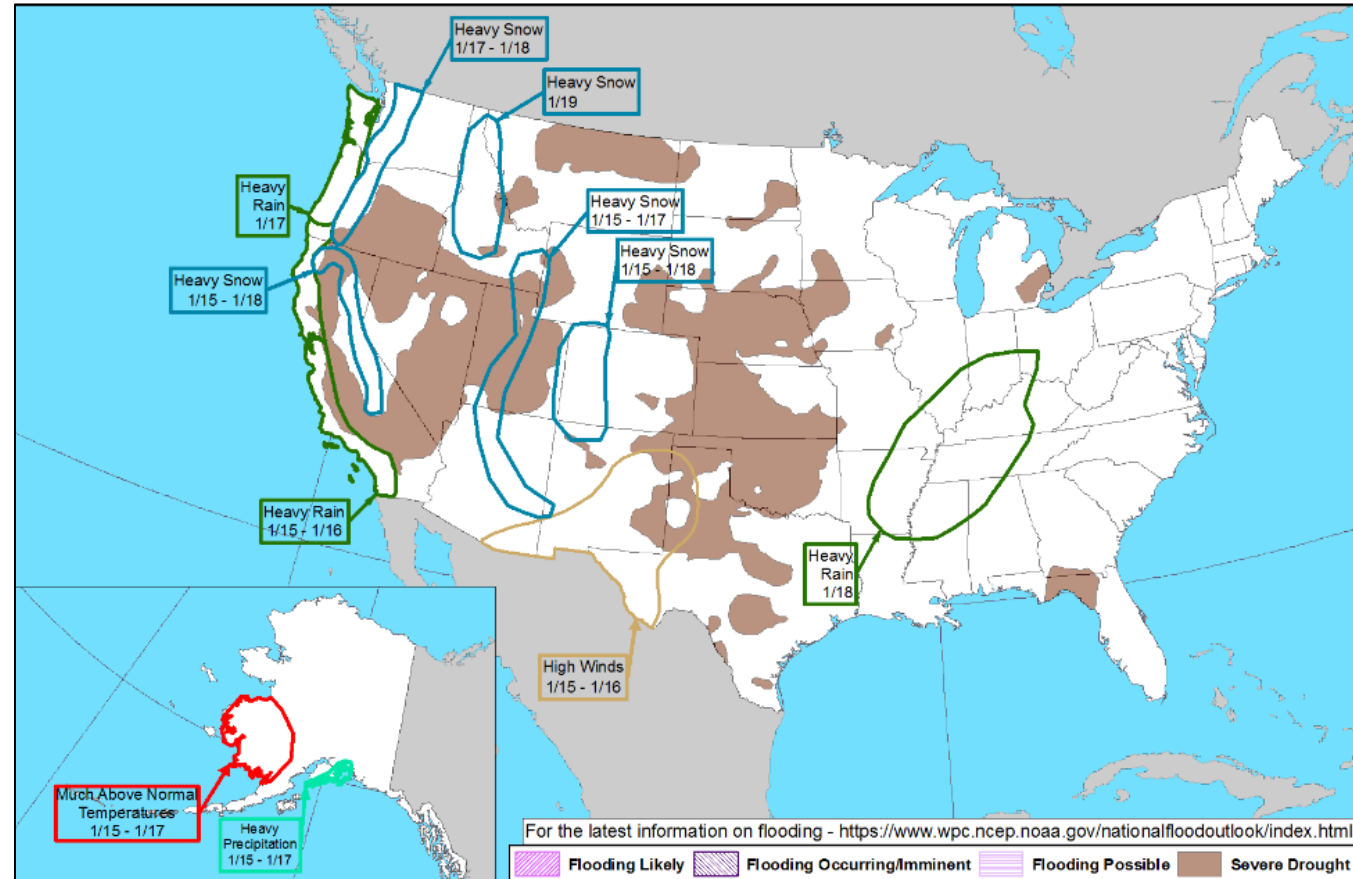 Heavy Snow
1/17 - 1/18
Heavy Snow
1/19
Heavy
Rain
1/17
Heavy Snow
1/15 - 1/17
Heavy Snow
1/15 - 1/18
Heavy Snow
1/15 - 1/18
Heavy Rain
1/15 - 1/16
Heavy
Rain
1/18
High Winds
1/15 - 1/16
Much Above Normal
Temperatures
1/15 - 1/17
Heavy
Precipitation
1/15 - 1/17
For the latest information on flooding - https://www.wpc.ncep.noaa.gov/nationalfloodoutlook/index.html
Flooding Likely Flooding Occurring/Imminent Flooding Possible Severe Drought